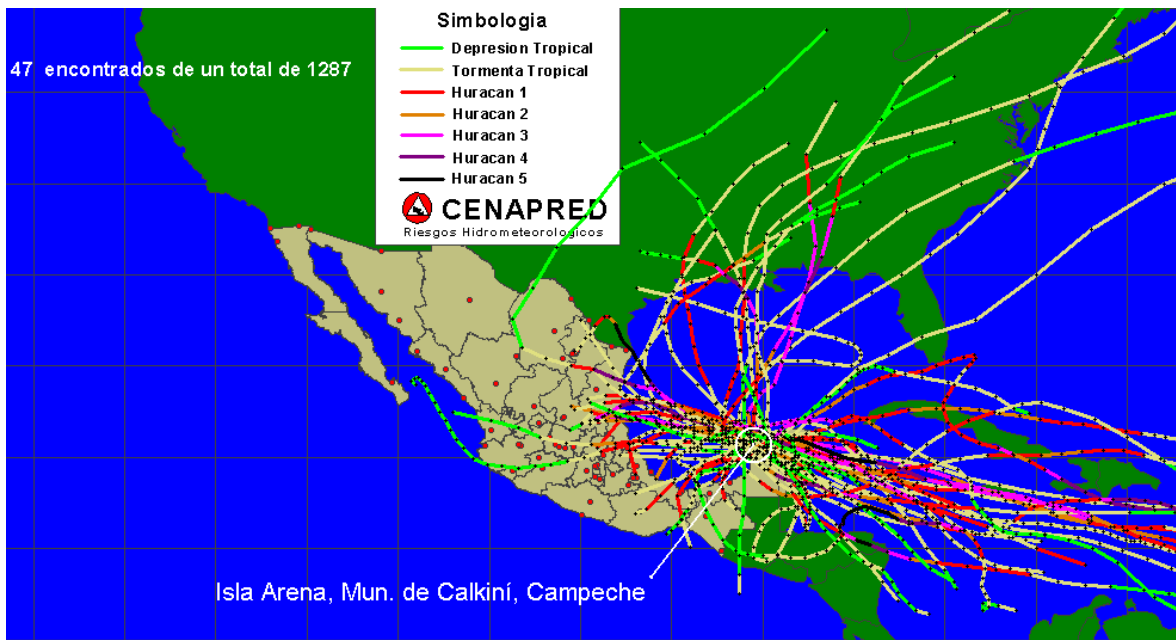 Simbologia
47 encontrados de un total de 1287
Depresion Tropical
Tormenta Tropical
Huracan 1
Huracan 2
Huracan 3
Huracan 4
Huracan 5
CENAPRED
Riesgos Hidrometeorologicos
Isla Arena, Mun. de Calkiní, Campeche